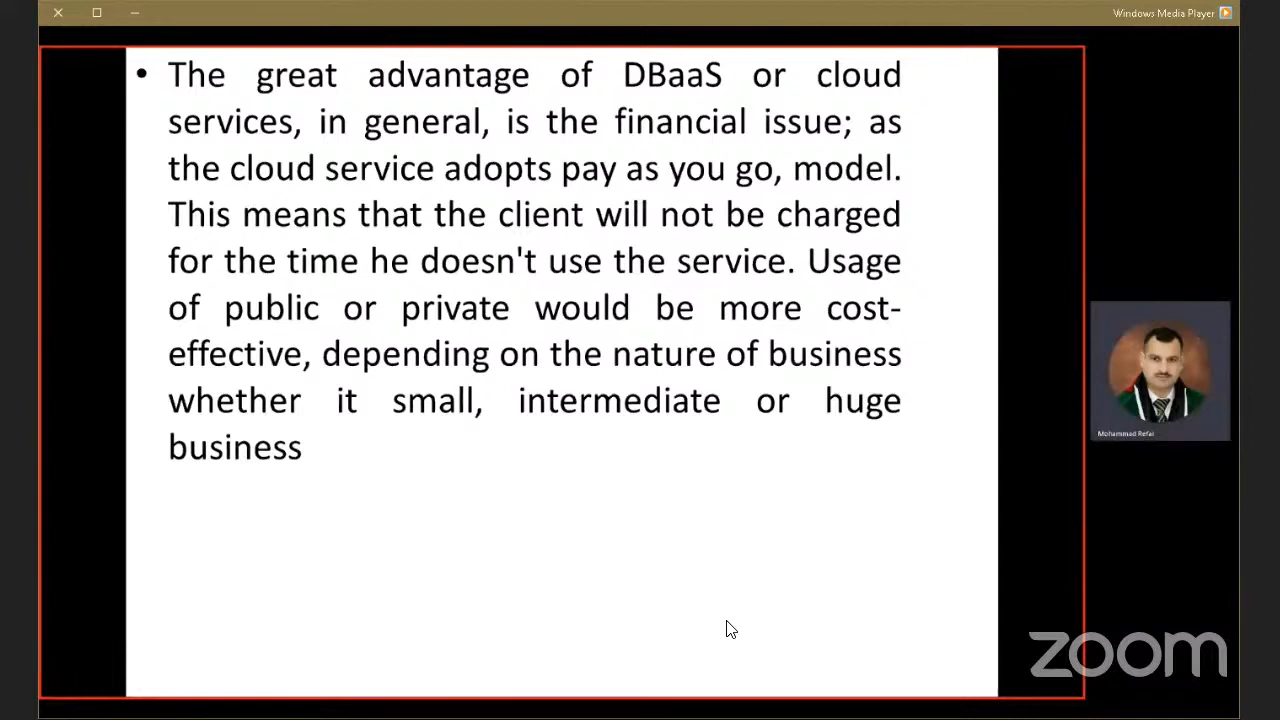 Windows Media Player
• The great advantage of DBaaS or cloud
services, in general, is the financial issue; as
the cloud service adopts pay as you go, model.
This means that the client will not be charged
for the time he doesn't use the service. Usage
of public or private would be more cost-
effective, depending on the nature of business
whether it small, intermediate or huge
business
Mohammad Refai
zoom